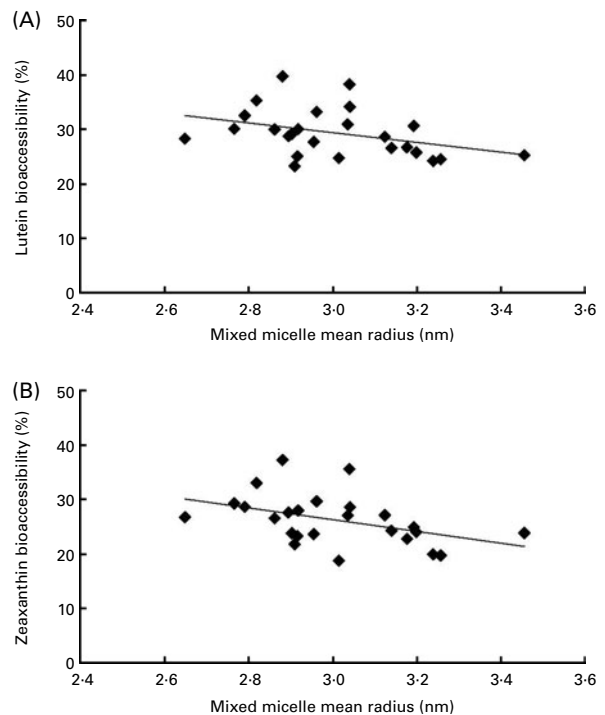 (A)
50
40
30
20
10
0
Lutein bioaccessibility (%)
2·4 2·6 2·8 3·0 3·2 3·4 3·6
Mixed micelle mean radius (nm)
(B)
50
40
30
20
10
0
Zeaxanthin bioaccessibility (%)
2·4 2·6 2·8 3·0 3·2 3·4 3·6
Mixed micelle mean radius (nm)